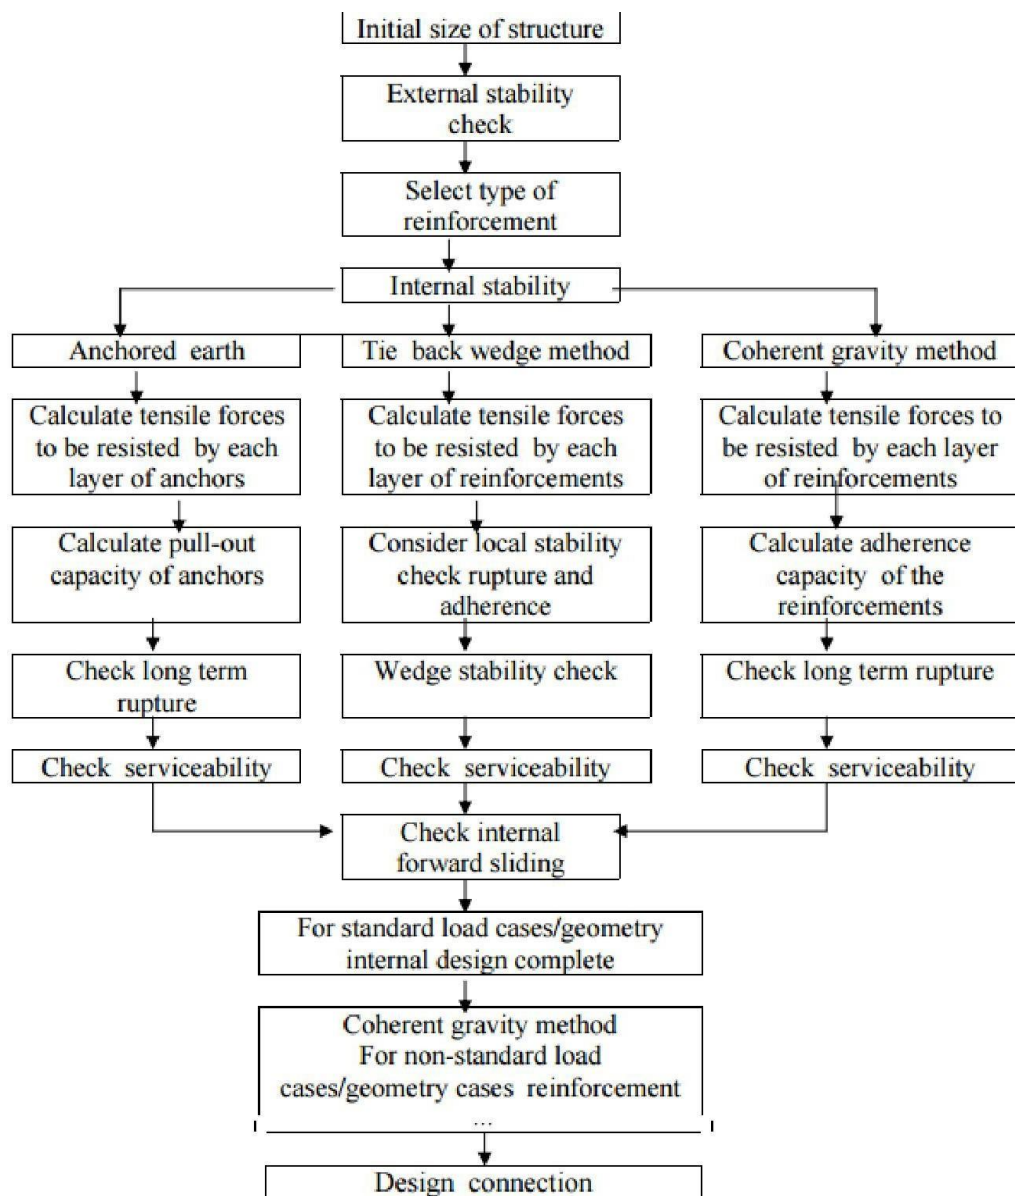 Initial size of structure
External stability
check
Select type of
reinforcement
Internal stability
Anchored earth
Tie back wedge method
Coherent gravity method
Calculate tensile forces
to be resisted by each
layer of anchors
Calculate tensile forces
to be resisted by each
layer of reinforcements
Calculate tensile forces to
be resisted by each layer
of reinforcements
Calculate pull-out
capacity of anchors
Consider local stability
check rupture and
adherence
Calculate adherence
capacity of the
reinforcements
Check long term
rupture
Wedge stability check
Check long term rupture
Check serviceability
Check serviceability
Check serviceability
Check internal
forward sliding
For standard load cases/geometry
internal design complete
Coherent gravity method
For non-standard load
cases/geometry cases reinforcement
...
Design connection